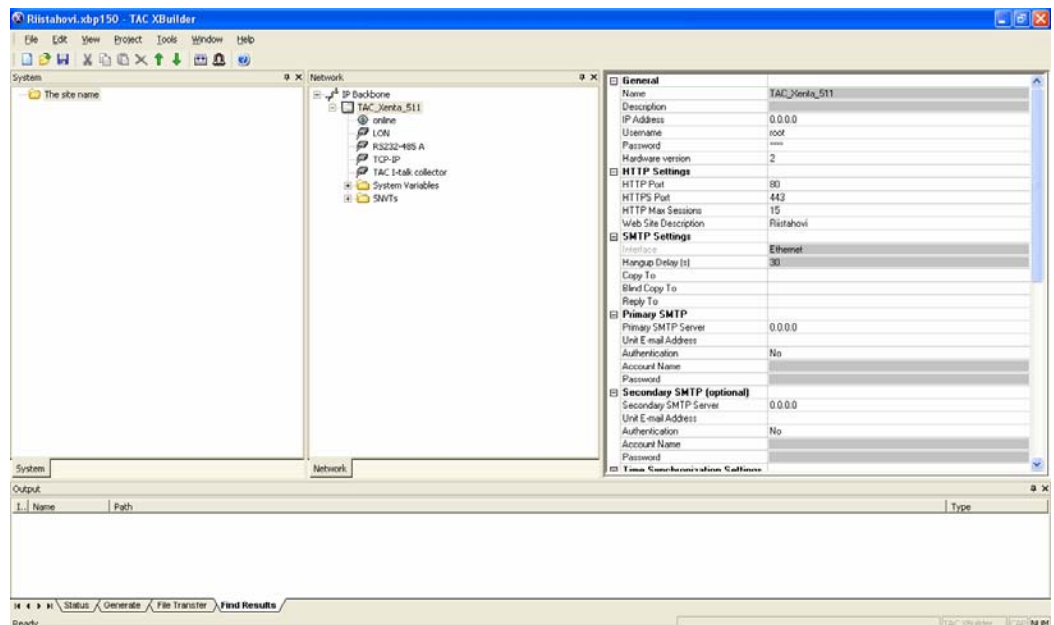 Riistahovi.xbp150 - TAC XBuilder
File Edit View Project Tools Window Help
System
The site name
System
Network
IP Backbone
TAC_Xenta_511
online
LON
RS232-485 A
TCP-IP
TAC I-talk collector
System Variables
SNVTs
Network
General
Name TAC_Xenta_511
Description
IP Address 0.0.0.0
Username root
Password ****
Hardware version 2
HTTP Settings
HTTP Port 80
HTTPS Port 443
HTTP Max Sessions 15
Web Site Description Riistahovi
SMTP Settings
Interface Ethernet
Hangup Delay (s) 30
Copy To
Blind Copy To
Reply To
Primary SMTP
Primary SMTP Server 0.0.0.0
Unit E-mail Address
Authentication No
Account Name
Password
Secondary SMTP (optional)
Secondary SMTP Server 0.0.0.0
Unit E-mail Address
Authentication No
Account Name
Password
Time Synchronization Settings
Output
I... Name Path Type
Status Generate File Transfer Find Results
Ready TAC XBuilder CAP NUM